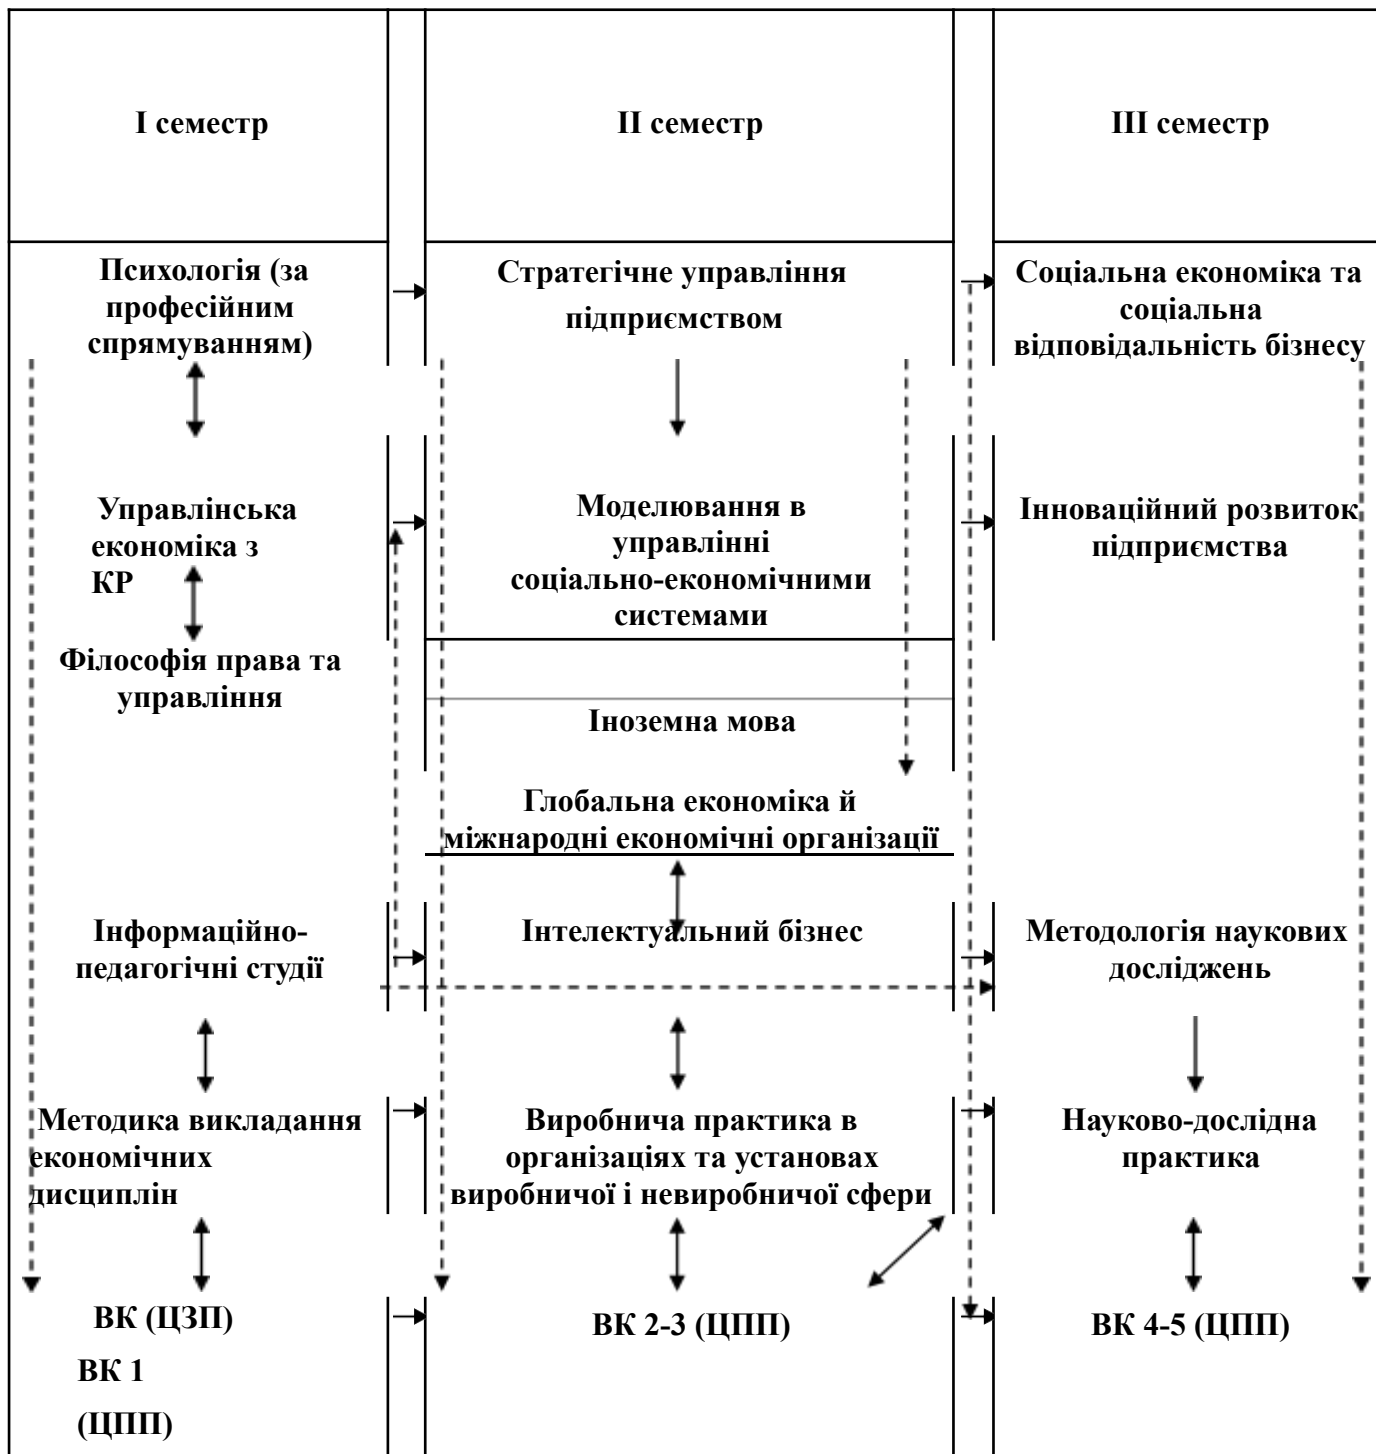 І семестр
ІІ семестр
ІІІ семестр
Психологія (за
професійним
спрямуванням)
Стратегічне управління
підприємством
Соціальна економіка та
соціальна
відповідальність бізнесу
Управлінська
економіка з
КР
Моделювання в
управлінні
соціально-економічними
системами
Інноваційний розвиток
підприємства
Філософія права та
управління
Іноземна мова
Глобальна економіка й
міжнародні економічні організації
Інформаційно-
педагогічні студії
Інтелектуальний бізнес
Методологія наукових
досліджень
Методика викладання
економічних
дисциплін
Виробнича практика в
організаціях та установах
виробничої і невиробничої сфери
Науково-дослідна
практика
ВК (ЦЗП)
ВК 1
(ЦПП)
ВК 2-3 (ЦПП)
ВК 4-5 (ЦПП)